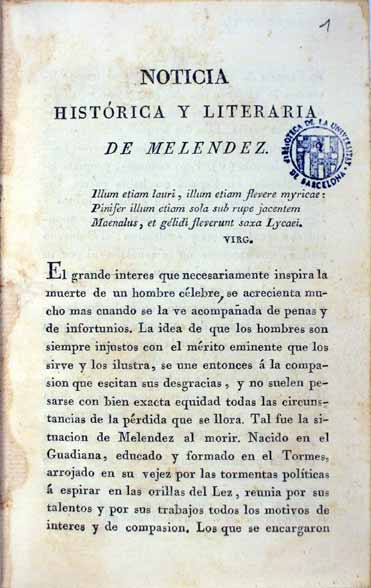 1
NOTICIA
HISTÓRICA Y LITERARIA
DE MELENDEZ.
BIBLIOTECA DE LA UNIVERSITAT
DE BARCELONA
Illum etiam lauri, illum etiam flevere myricae:
Pinifer illum etiam sola sub rupe jacentem
Maenalus, et gélidi fleverunt saxa Lycaei.
VIRG.
El grande interes que necesariamente inspira la
muerte de un hombre célebre, se acrecienta mu-
cho mas cuando se la ve acompañada de penas y
de infortunios. La idea de que los hombres son
siempre injustos con el mérito eminente que los
sirve y los ilustra, se une entonces á la compa-
sion que escitan sus desgracias, y no suelen pe-
sarse con bien exacta equidad todas las circuns-
tancias de la pérdida que se llora. Tal fue la si-
tuacion de Melendez al morir. Nacido en el
Guadiana, educado y formado en el Tormes,
arrojado en su vejez por las tormentas políticas
á espirar en las orillas del Lez, reunia por sus
talentos y por sus trabajos todos los motivos de
interes y de compasion. Los que se encargaron